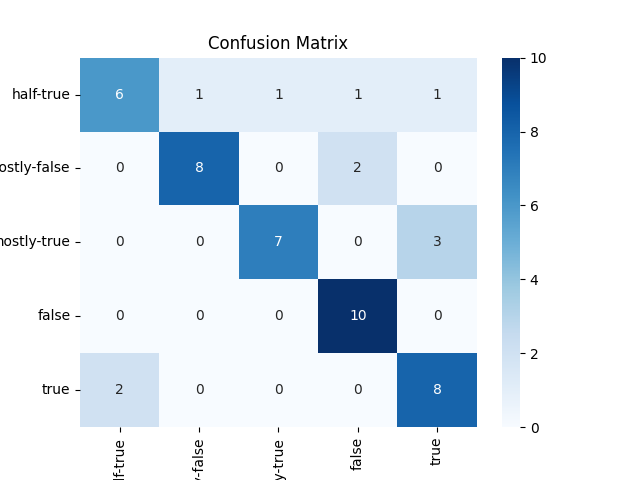 Confusion Matrix
half-true 6 1 1 1 1
ostly-false 0 8 0 2 0
nostly-true 0 0 7 0 3
false 0 0 0 10 0
true 2 0 0 0 8
lf-true y-false y-true false true
10
8
6
4
2
0